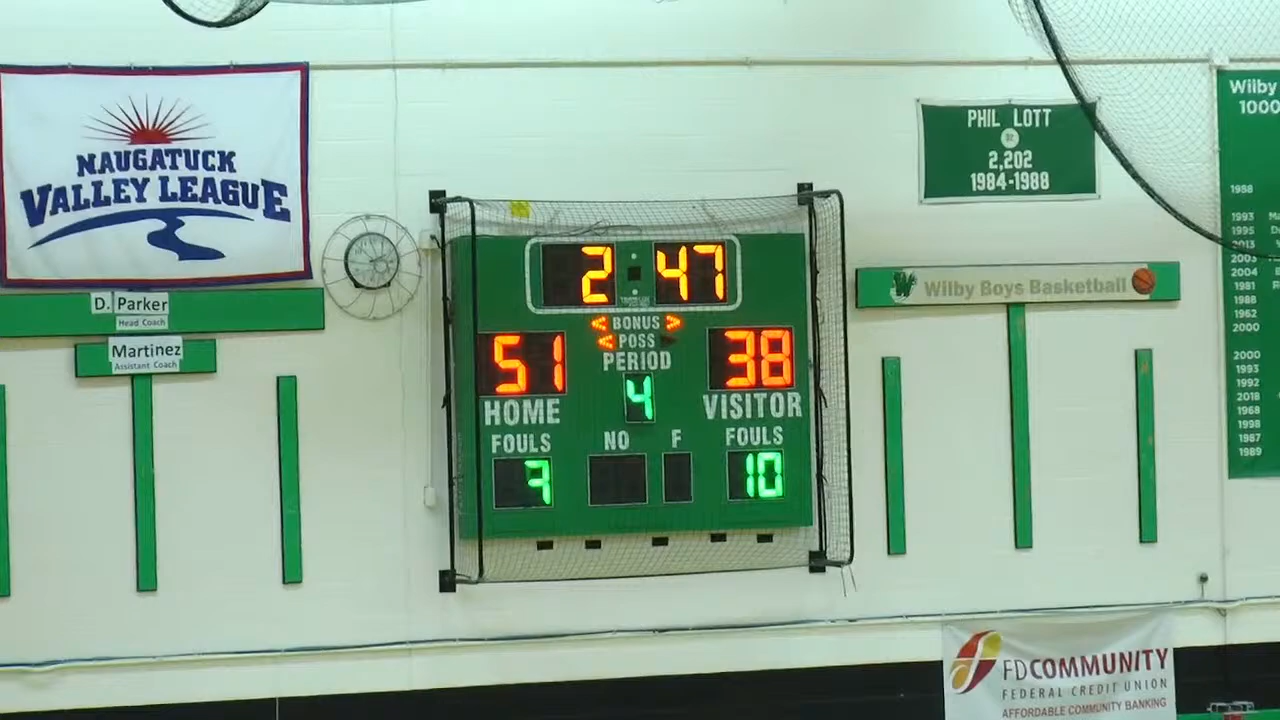 NAUGATUCK
VALLEY LEAGUE
D. Parker
Head Coach
Martinez
Assistant Coach
2 47
BONUS
POSS
PERIOD
51 4 38
HOME VISITOR
FOULS NO F FOULS
10
PHIL LOTT
2,202
1984-1988
W Wilby Boys Basketball
Wilby
1000
1988
1993
1995
2013
2003
2004
1981
1988
1962
2000
2000
1993
1992
2018
1968
1998
1987
1989
FDCOMMUNITY
FEDERAL CREDIT UNION
AFFORDABLE COMMUNITY BANKING